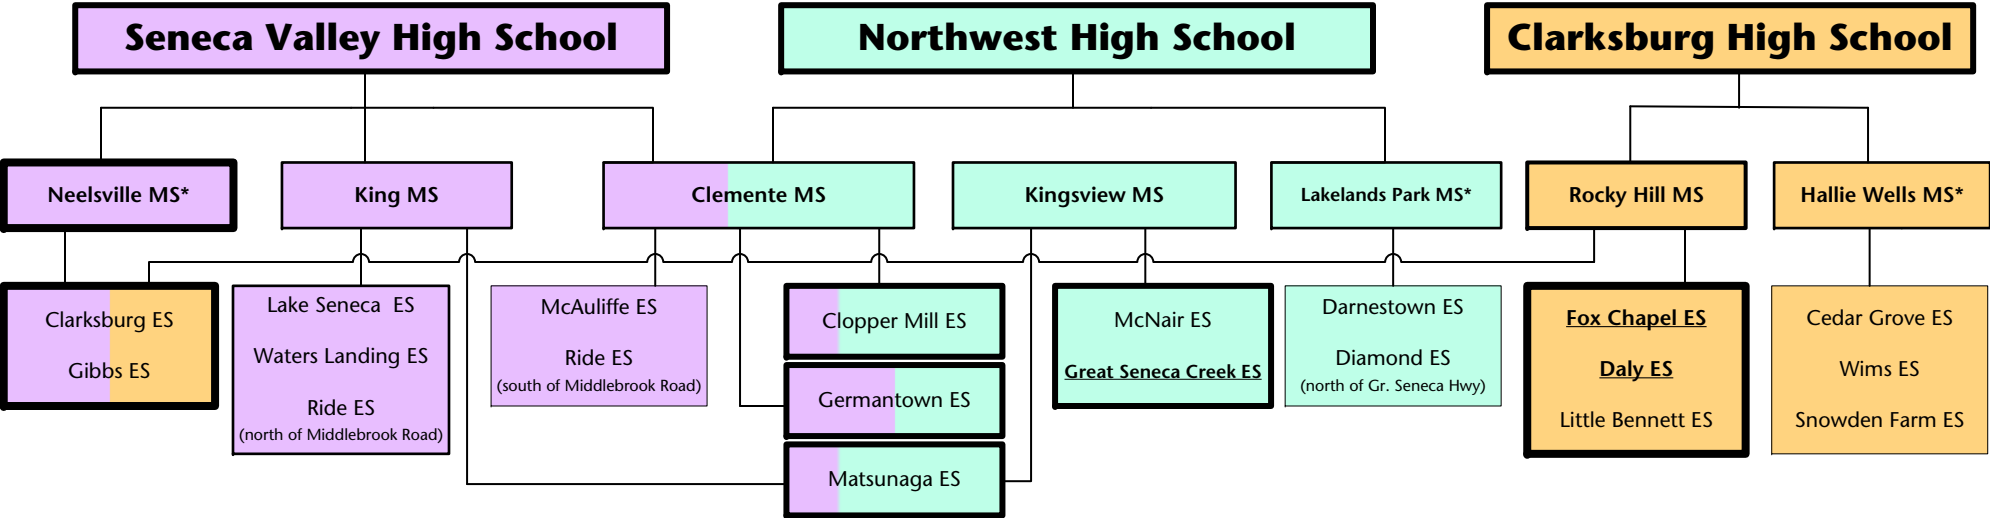 Seneca Valley High School
Northwest High School
Clarksburg High School
Neelsville MS*
King MS
Clemente MS
Kingsview MS
Lakelands Park MS*
Rocky Hill MS
Hallie Wells MS*
Clarksburg ES
Gibbs ES
Lake Seneca ES
Waters Landing ES
Ride ES
(north of Middlebrook Road)
McAuliffe ES
Ride ES
(south of Middlebrook Road)
Clopper Mill ES
Germantown ES
Matsunaga ES
McNair ES
Great Seneca Creek ES
Darnestown ES
Diamond ES
(north of Gr. Seneca Hwy)
Fox Chapel ES
Daly ES
Little Bennett ES
Cedar Grove ES
Wims ES
Snowden Farm ES